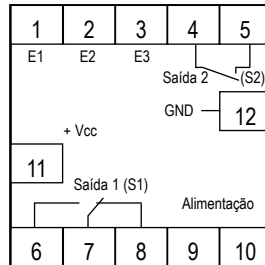 1 2 3 4 5
E1 E2 E3
Saída 2 (S2)
GND 12
+ Vcc
11
Saída 1 (S1)
Alimentação
6 7 8 9 10